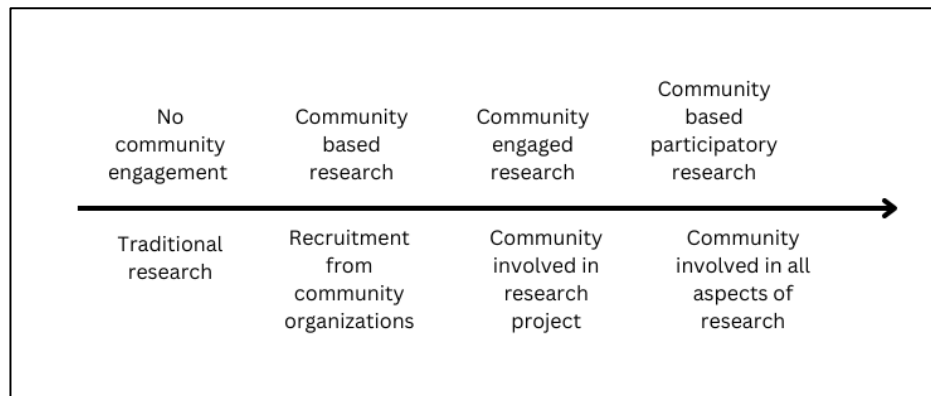 No
community
engagement
Community
based
research
Community
engaged
research
Community
based
participatory
research
Traditional
research
Recruitment
from
community
organizations
Community
involved in
research
project
Community
involved in all
aspects of
research